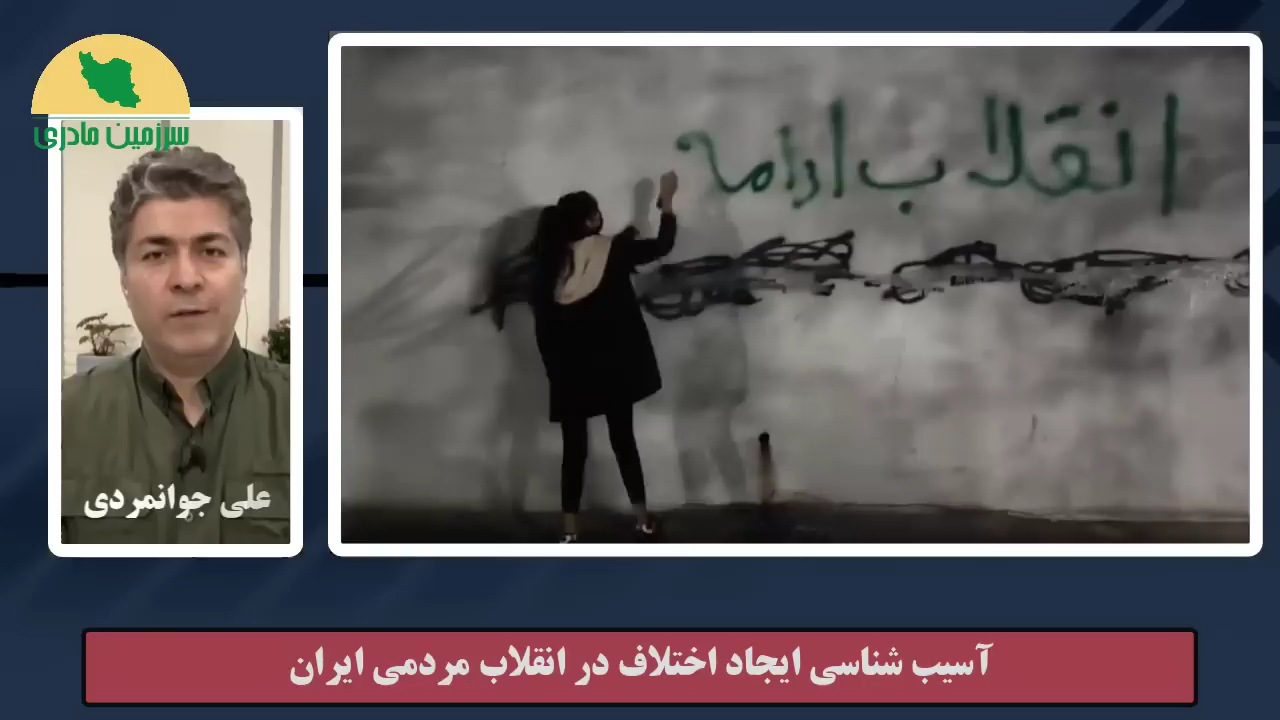 سرزمین مادری
انقلاب ادامه
علی جوانمردی
آسیب شناسی ایجاد اختلاف در انقلاب مردمی ایران